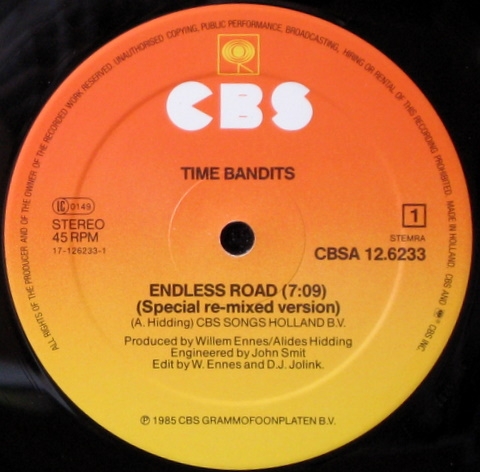 ALL RIGHTS OF THE PRODUCER AND OF THE OWNER OF THE RECORDED WORK RESERVED. UNAUTHORISED COPYING, PUBLIC PERFORMANCE, BROADCASTING, HIRING OR RENTAL OF THIS RECORDING PROHIBITED. MADE IN HOLLAND. CBS AND ® CBS INC.
CBS
TIME BANDITS
LC 0149
STEREO
45 RPM
17-126233-1
1
STEMRA
CBSA 12.6233
ENDLESS ROAD (7:09)
(Special re-mixed version)
(A. Hidding) CBS SONGS HOLLAND B.V.
Produced by Willem Ennes/Alides Hidding
Engineered by John Smit
Edit by W. Ennes and D.J. Jolink.
℗ 1985 CBS GRAMMOFOONPLATEN B.V.